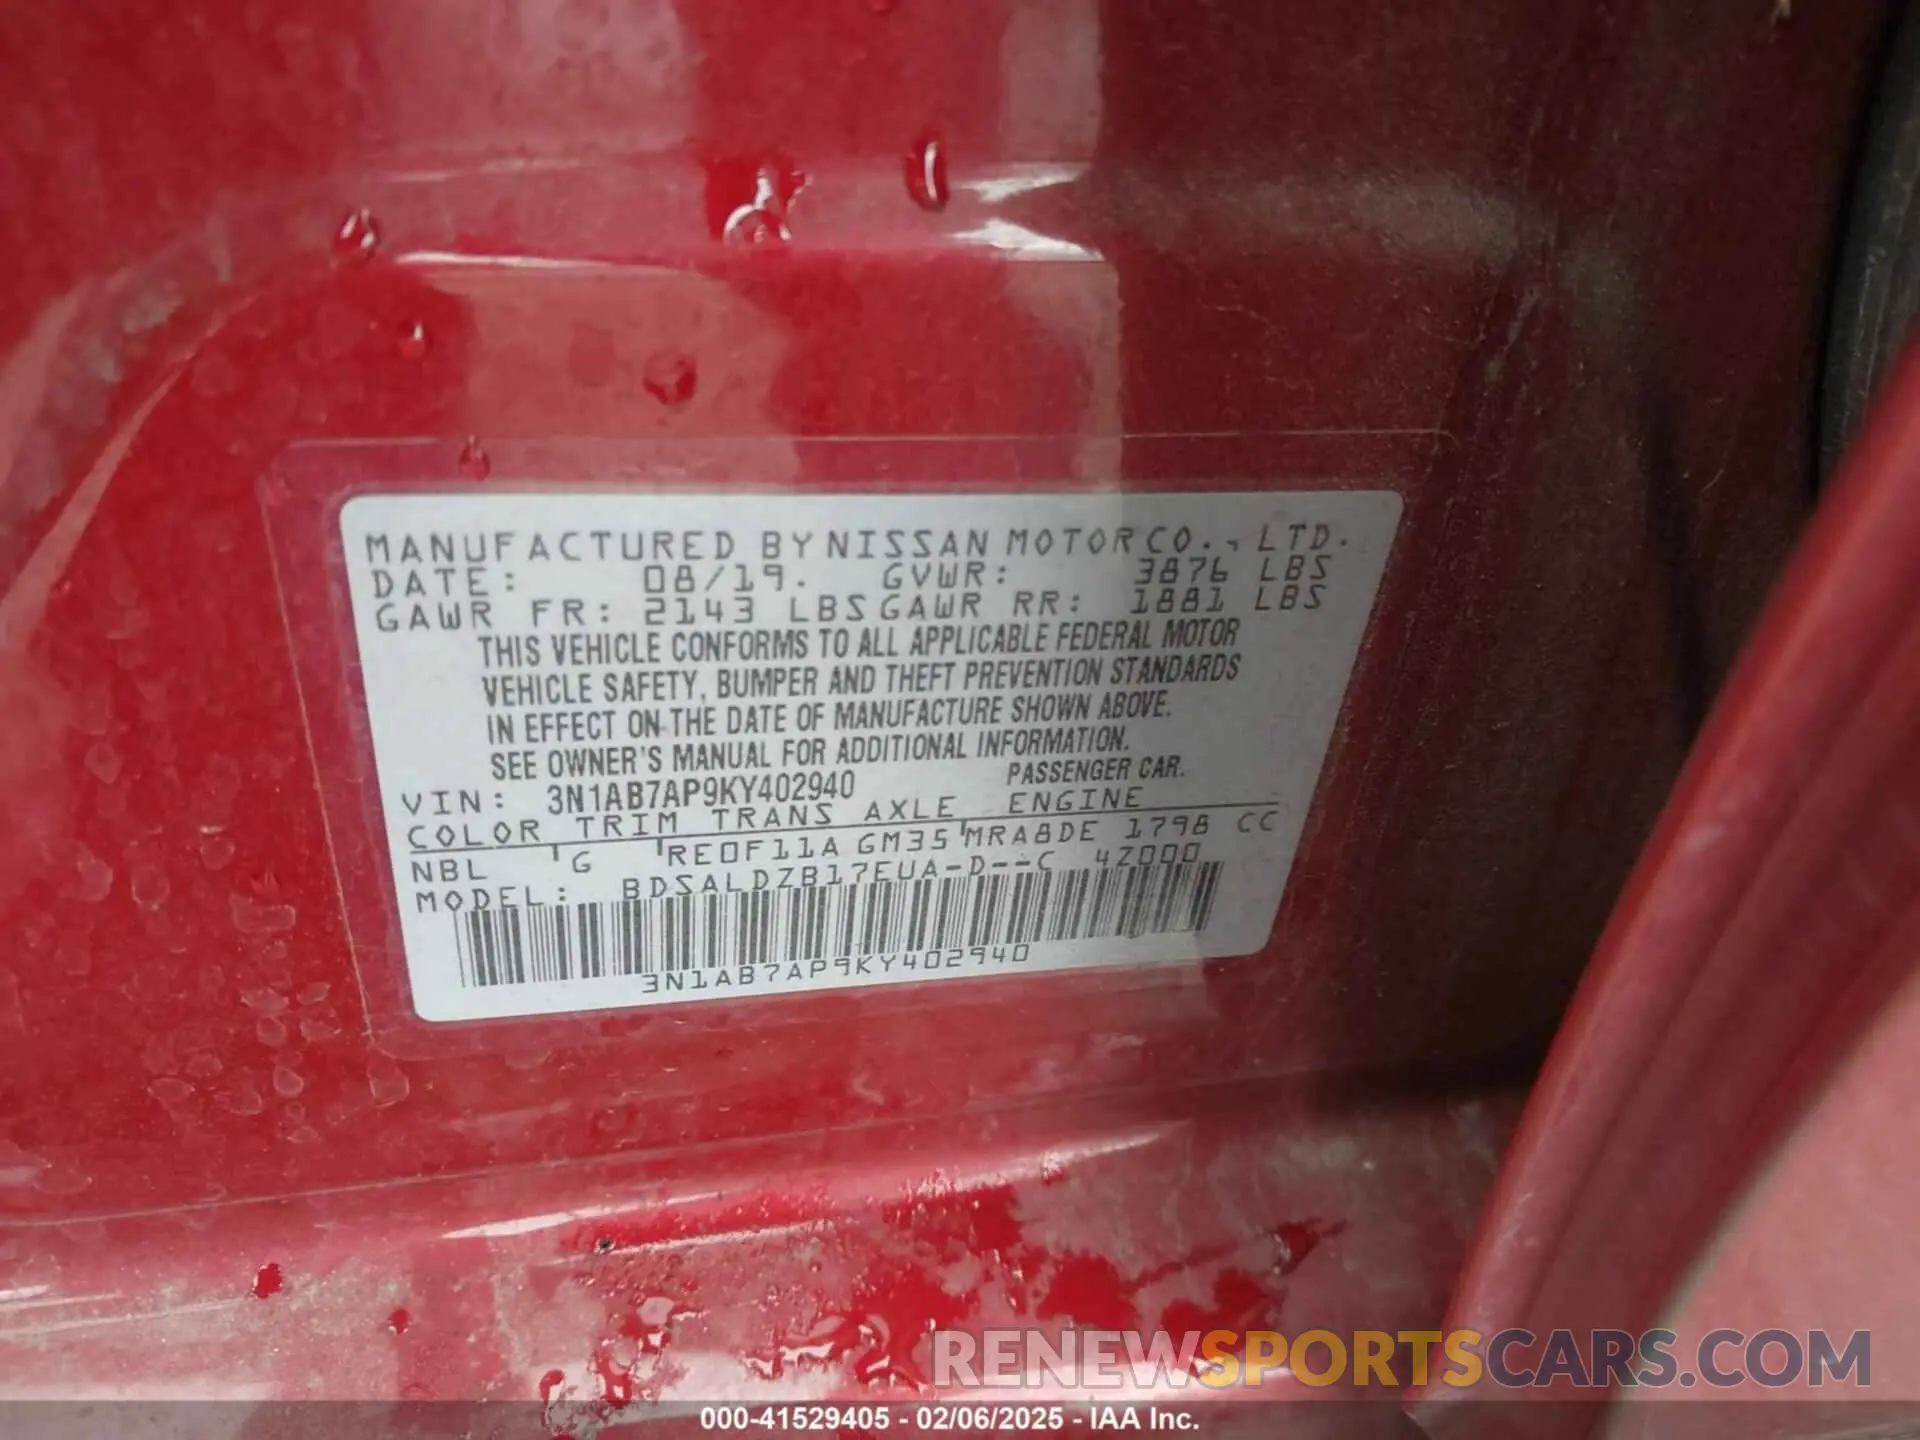 MANUFACTURED BY NISSAN MOTOR CO., LTD.
DATE: 08/19. GVWR: 3876 LBS
GAWR FR: 2143 LBS GAWR RR: 1881 LBS
THIS VEHICLE CONFORMS TO ALL APPLICABLE FEDERAL MOTOR
VEHICLE SAFETY, BUMPER AND THEFT PREVENTION STANDARDS
IN EFFECT ON THE DATE OF MANUFACTURE SHOWN ABOVE.
SEE OWNER'S MANUAL FOR ADDITIONAL INFORMATION.
VIN: 3N1AB7AP9KY402940 PASSENGER CAR.
COLOR TRIM TRANS AXLE ENGINE
NBL G RE0F11A GM35 MRA8DE 1798 CC
MODEL: BDSALDZB17EUA-D--C 4Z000
3N1AB7AP9KY402940
RENEWSPORTSCARS.COM
000-41529405 - 02/06/2025 - IAA Inc.